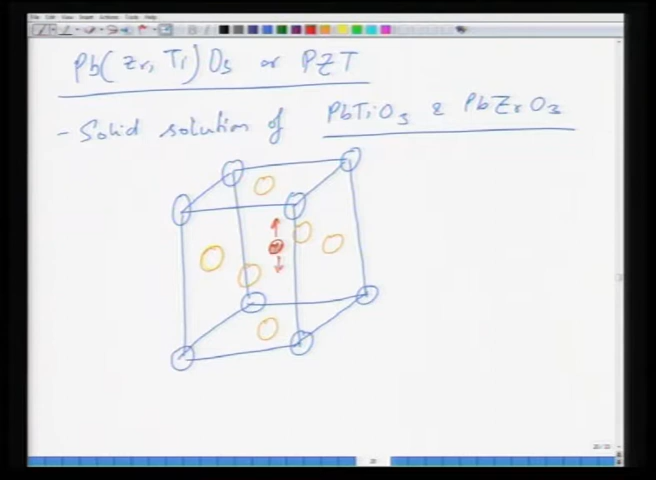 Pb(Zr, Ti)O3 or PZT
- Solid solution of PbTiO3 & PbZrO3